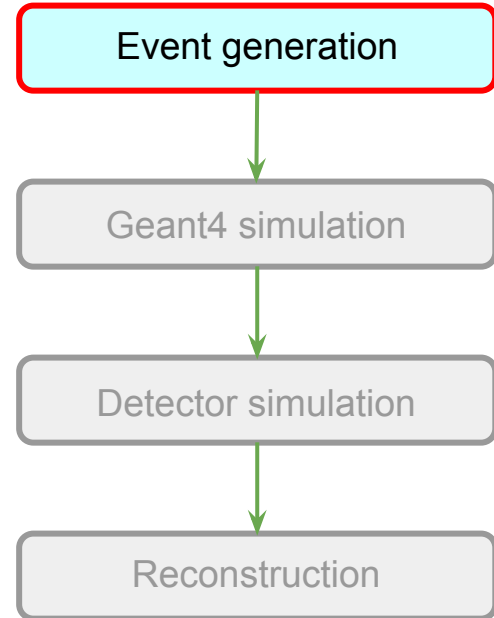 Event generation
Geant4 simulation
Detector simulation
Reconstruction